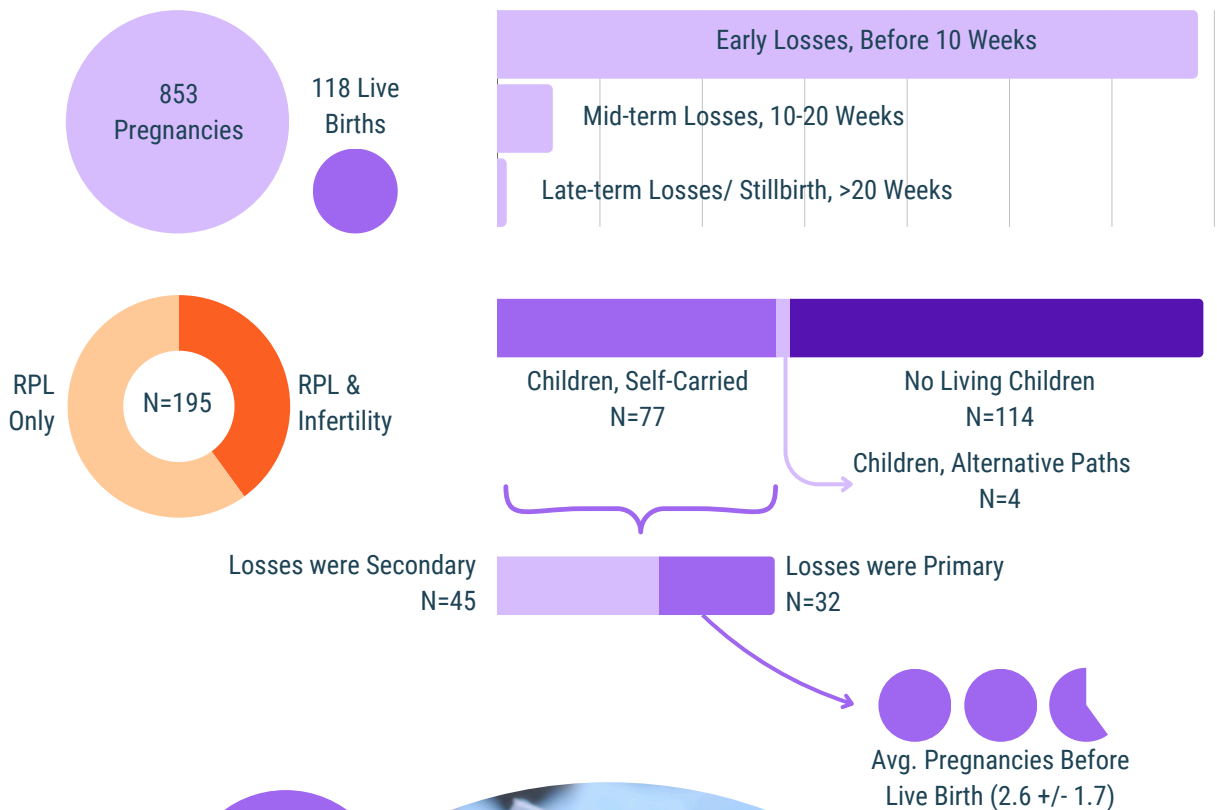 853
Pregnancies
118 Live
Births
Early Losses, Before 10 Weeks
Mid-term Losses, 10-20 Weeks
Late-term Losses/ Stillbirth, >20 Weeks
RPL
Only
N=195
RPL &
Infertility
Children, Self-Carried
N=77
No Living Children
N=114
Children, Alternative Paths
N=4
Losses were Secondary
N=45
Losses were Primary
N=32
Avg. Pregnancies Before
Live Birth (2.6 +/- 1.7)